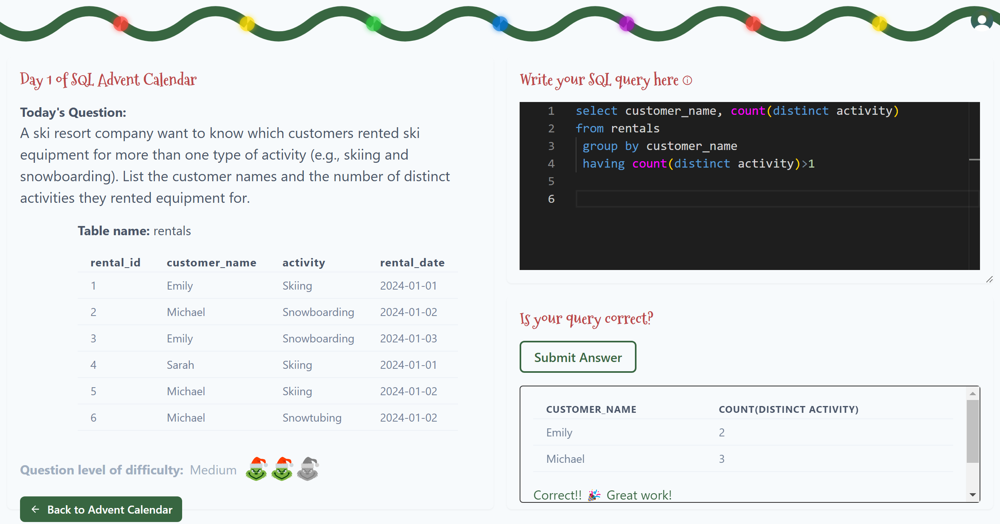 Day 1 of SQL Advent Calendar
Today's Question:
A ski resort company want to know which customers rented ski
equipment for more than one type of activity (e.g., skiing and
snowboarding). List the customer names and the number of distinct
activities they rented equipment for.
Table name: rentals
rental_id customer_name activity rental_date
1 Emily Skiing 2024-01-01
2 Michael Snowboarding 2024-01-02
3 Emily Snowboarding 2024-01-03
4 Sarah Skiing 2024-01-01
5 Michael Skiing 2024-01-02
6 Michael Snowtubing 2024-01-02
Question level of difficulty: Medium
← Back to Advent Calendar
Write your SQL query here ⓘ
1 select customer_name, count(distinct activity)
2 from rentals
3 group by customer_name
4 having count(distinct activity)>1
5
6
Is your query correct?
Submit Answer
CUSTOMER_NAME COUNT(DISTINCT ACTIVITY)
Emily 2
Michael 3
Correct!! 🎉 Great work!